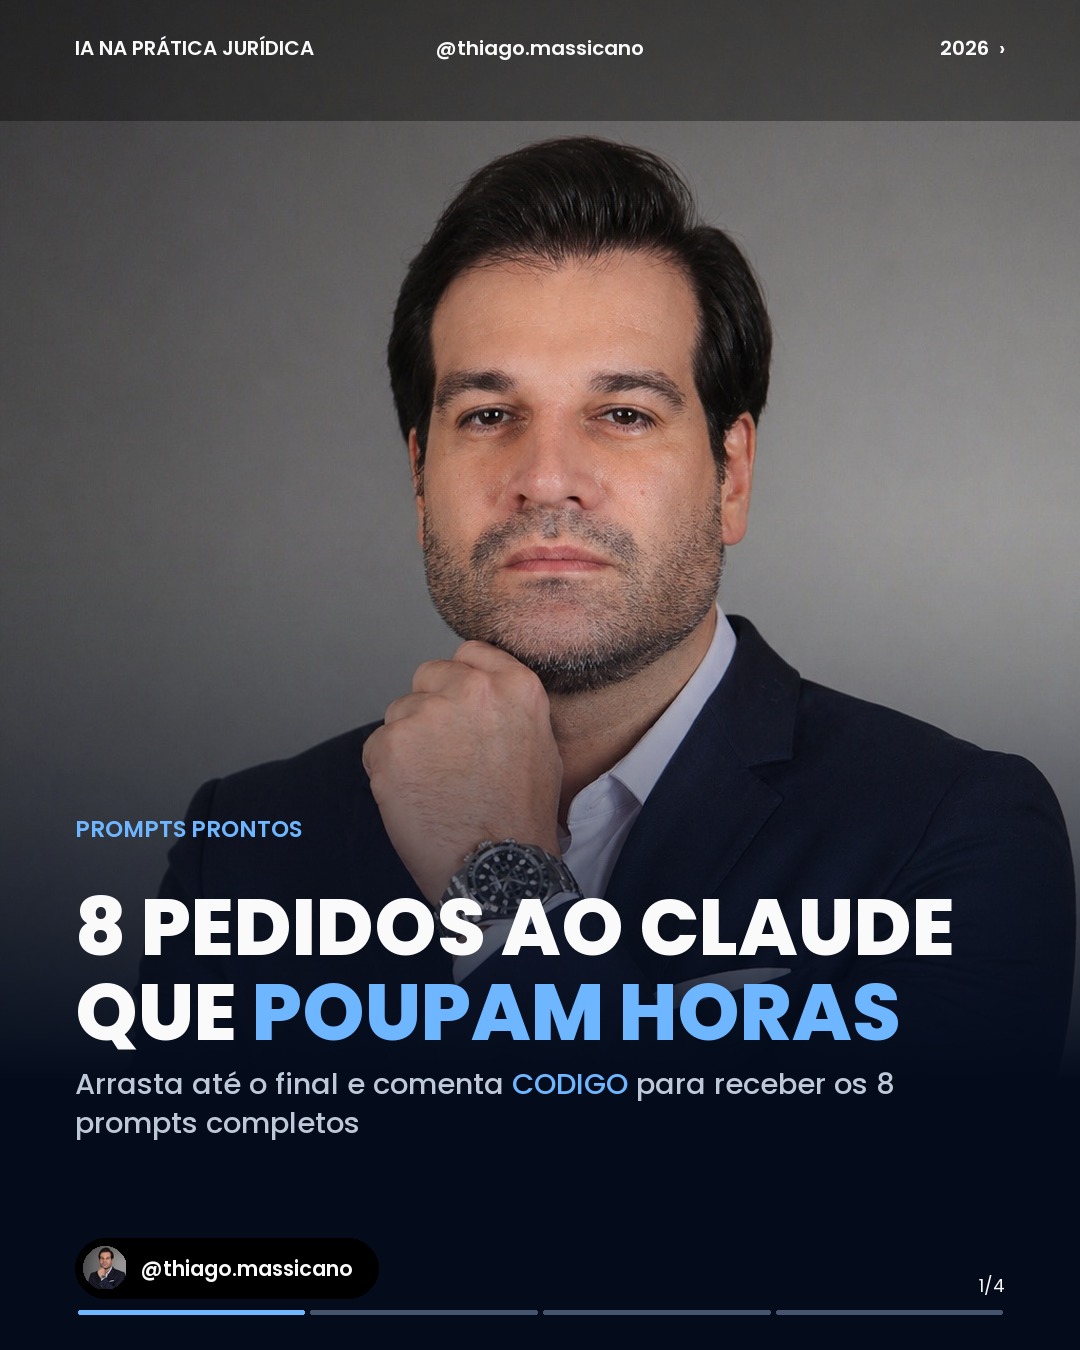 IA NA PRÁTICA JURÍDICA
@thiago.massicano
2026 ›
PROMPTS PRONTOS
8 PEDIDOS AO CLAUDE
QUE POUPAM HORAS
Arrasta até o final e comenta CODIGO para receber os 8
prompts completos
@thiago.massicano
1/4